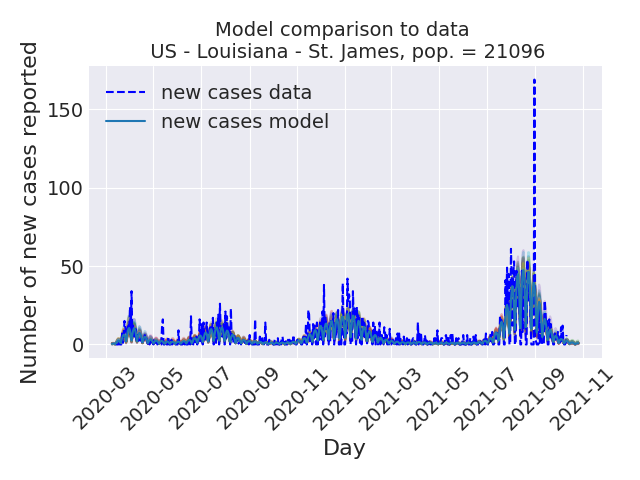 Model comparison to data
US - Louisiana - St. James, pop. = 21096
Number of new cases reported
150
100
50
0
new cases data
new cases model
2020-03
2020-05
2020-07
2020-09
2020-11
2021-01
2021-03
2021-05
2021-07
2021-09
2021-11
Day